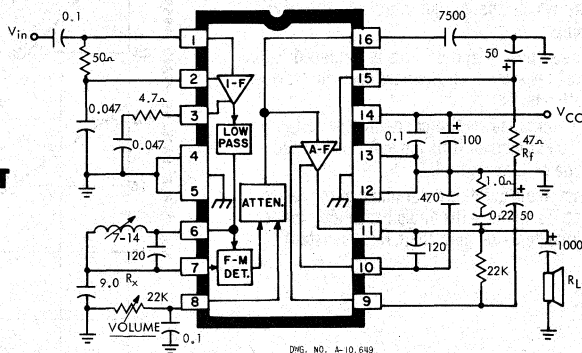 0.1
7500
Vin
1
16
50Ω
50
+
2
I-F
15
0.047
4.7Ω
3
14
VCC
LOW PASS
0.1
+
100
47Ω
Rf
0.047
4
A-F
13
5
ATTEN.
12
1.0Ω
+
470
0.22
50
7-14
6
11
+
1000
120
F-M DET.
120
7
10
9.0
Rx
22K
8
22K
RL
9
VOLUME
0.1
DWG. NO. A-10,649
T